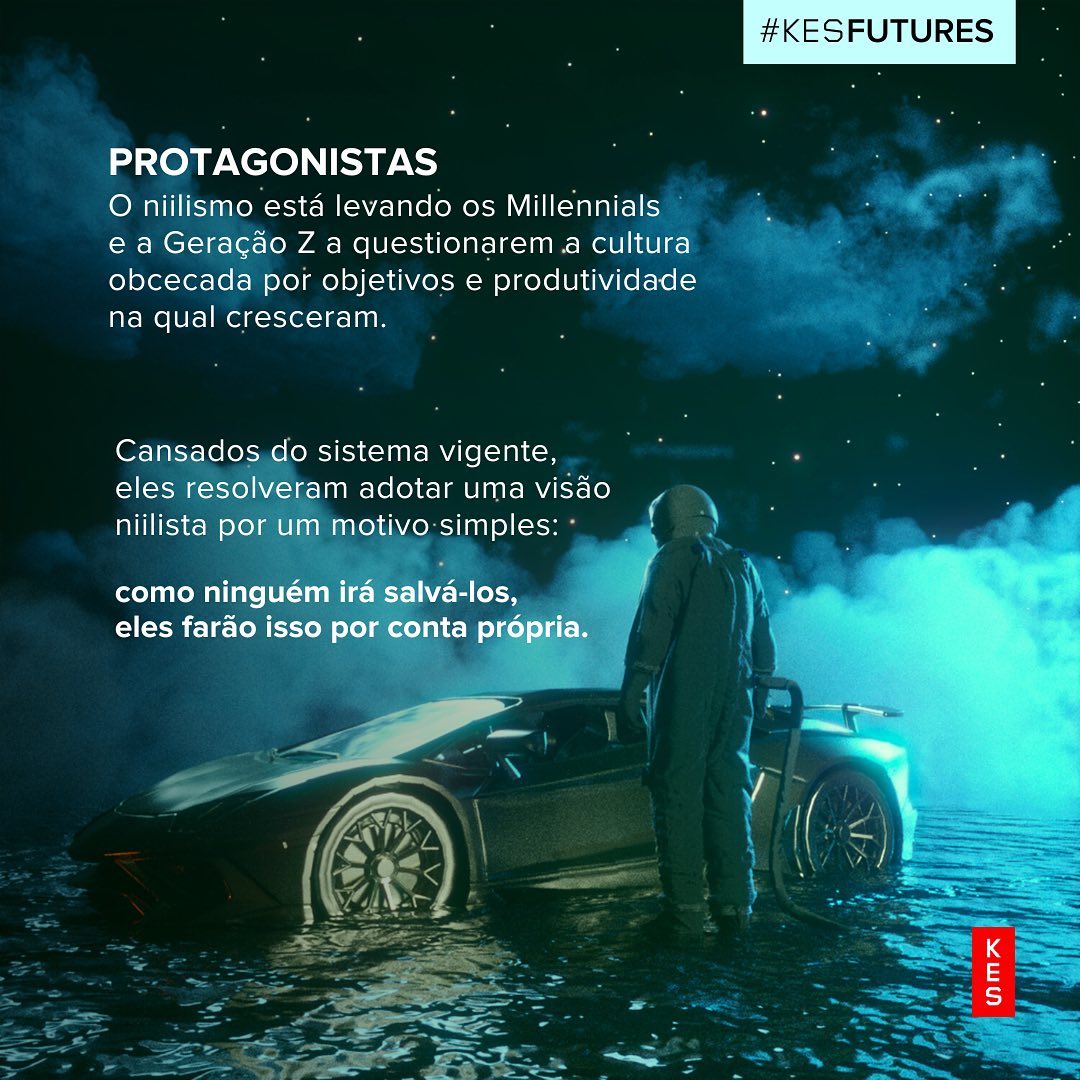 #KESFUTURES
PROTAGONISTAS
O niilismo está levando os Millennials
e a Geração Z a questionarem a cultura
obcecada por objetivos e produtividade
na qual cresceram.
Cansados do sistema vigente,
eles resolveram adotar uma visão
niilista por um motivo simples:
como ninguém irá salvá-los,
eles farão isso por conta própria.
KES